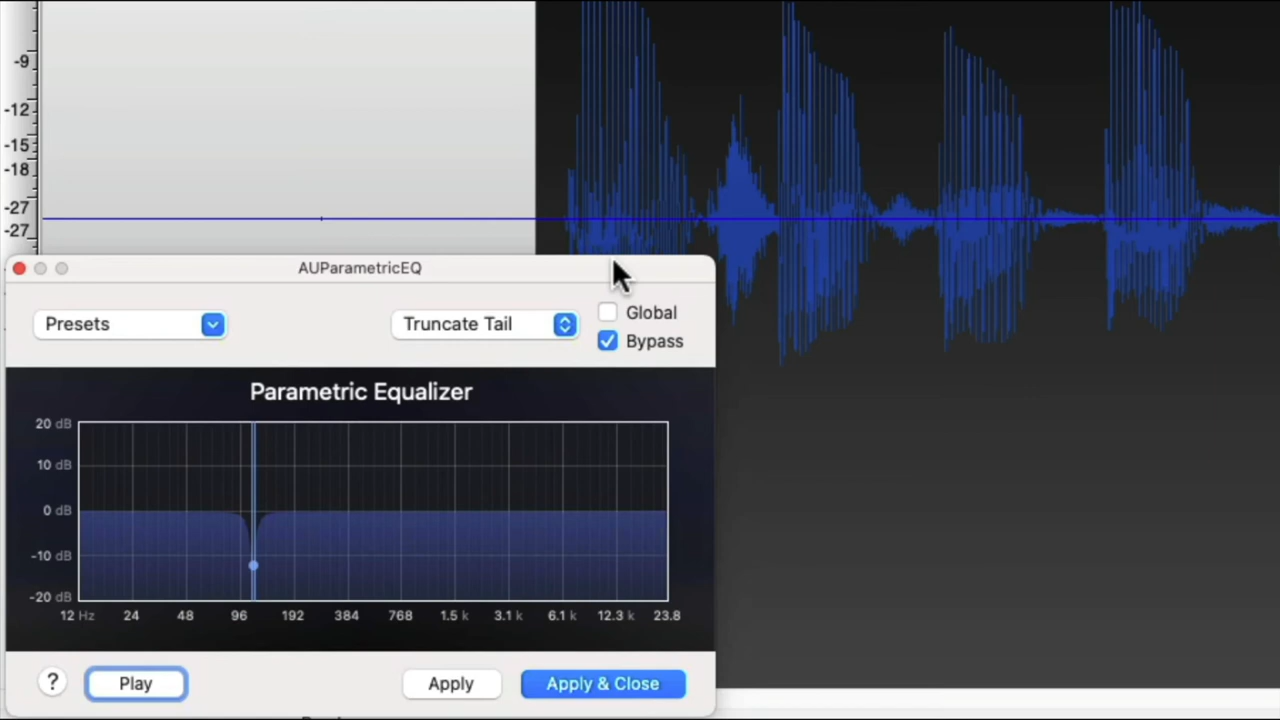 -9
-12
-15
-18
-27
-27
AUParametricEQ
Presets
Truncate Tail
Global
Bypass
Parametric Equalizer
20 dB
10 dB
0 dB
-10 dB
-20 dB
12 Hz 24 48 96 192 384 768 1.5 k 3.1 k 6.1 k 12.3 k 23.8
? Play Apply Apply & Close